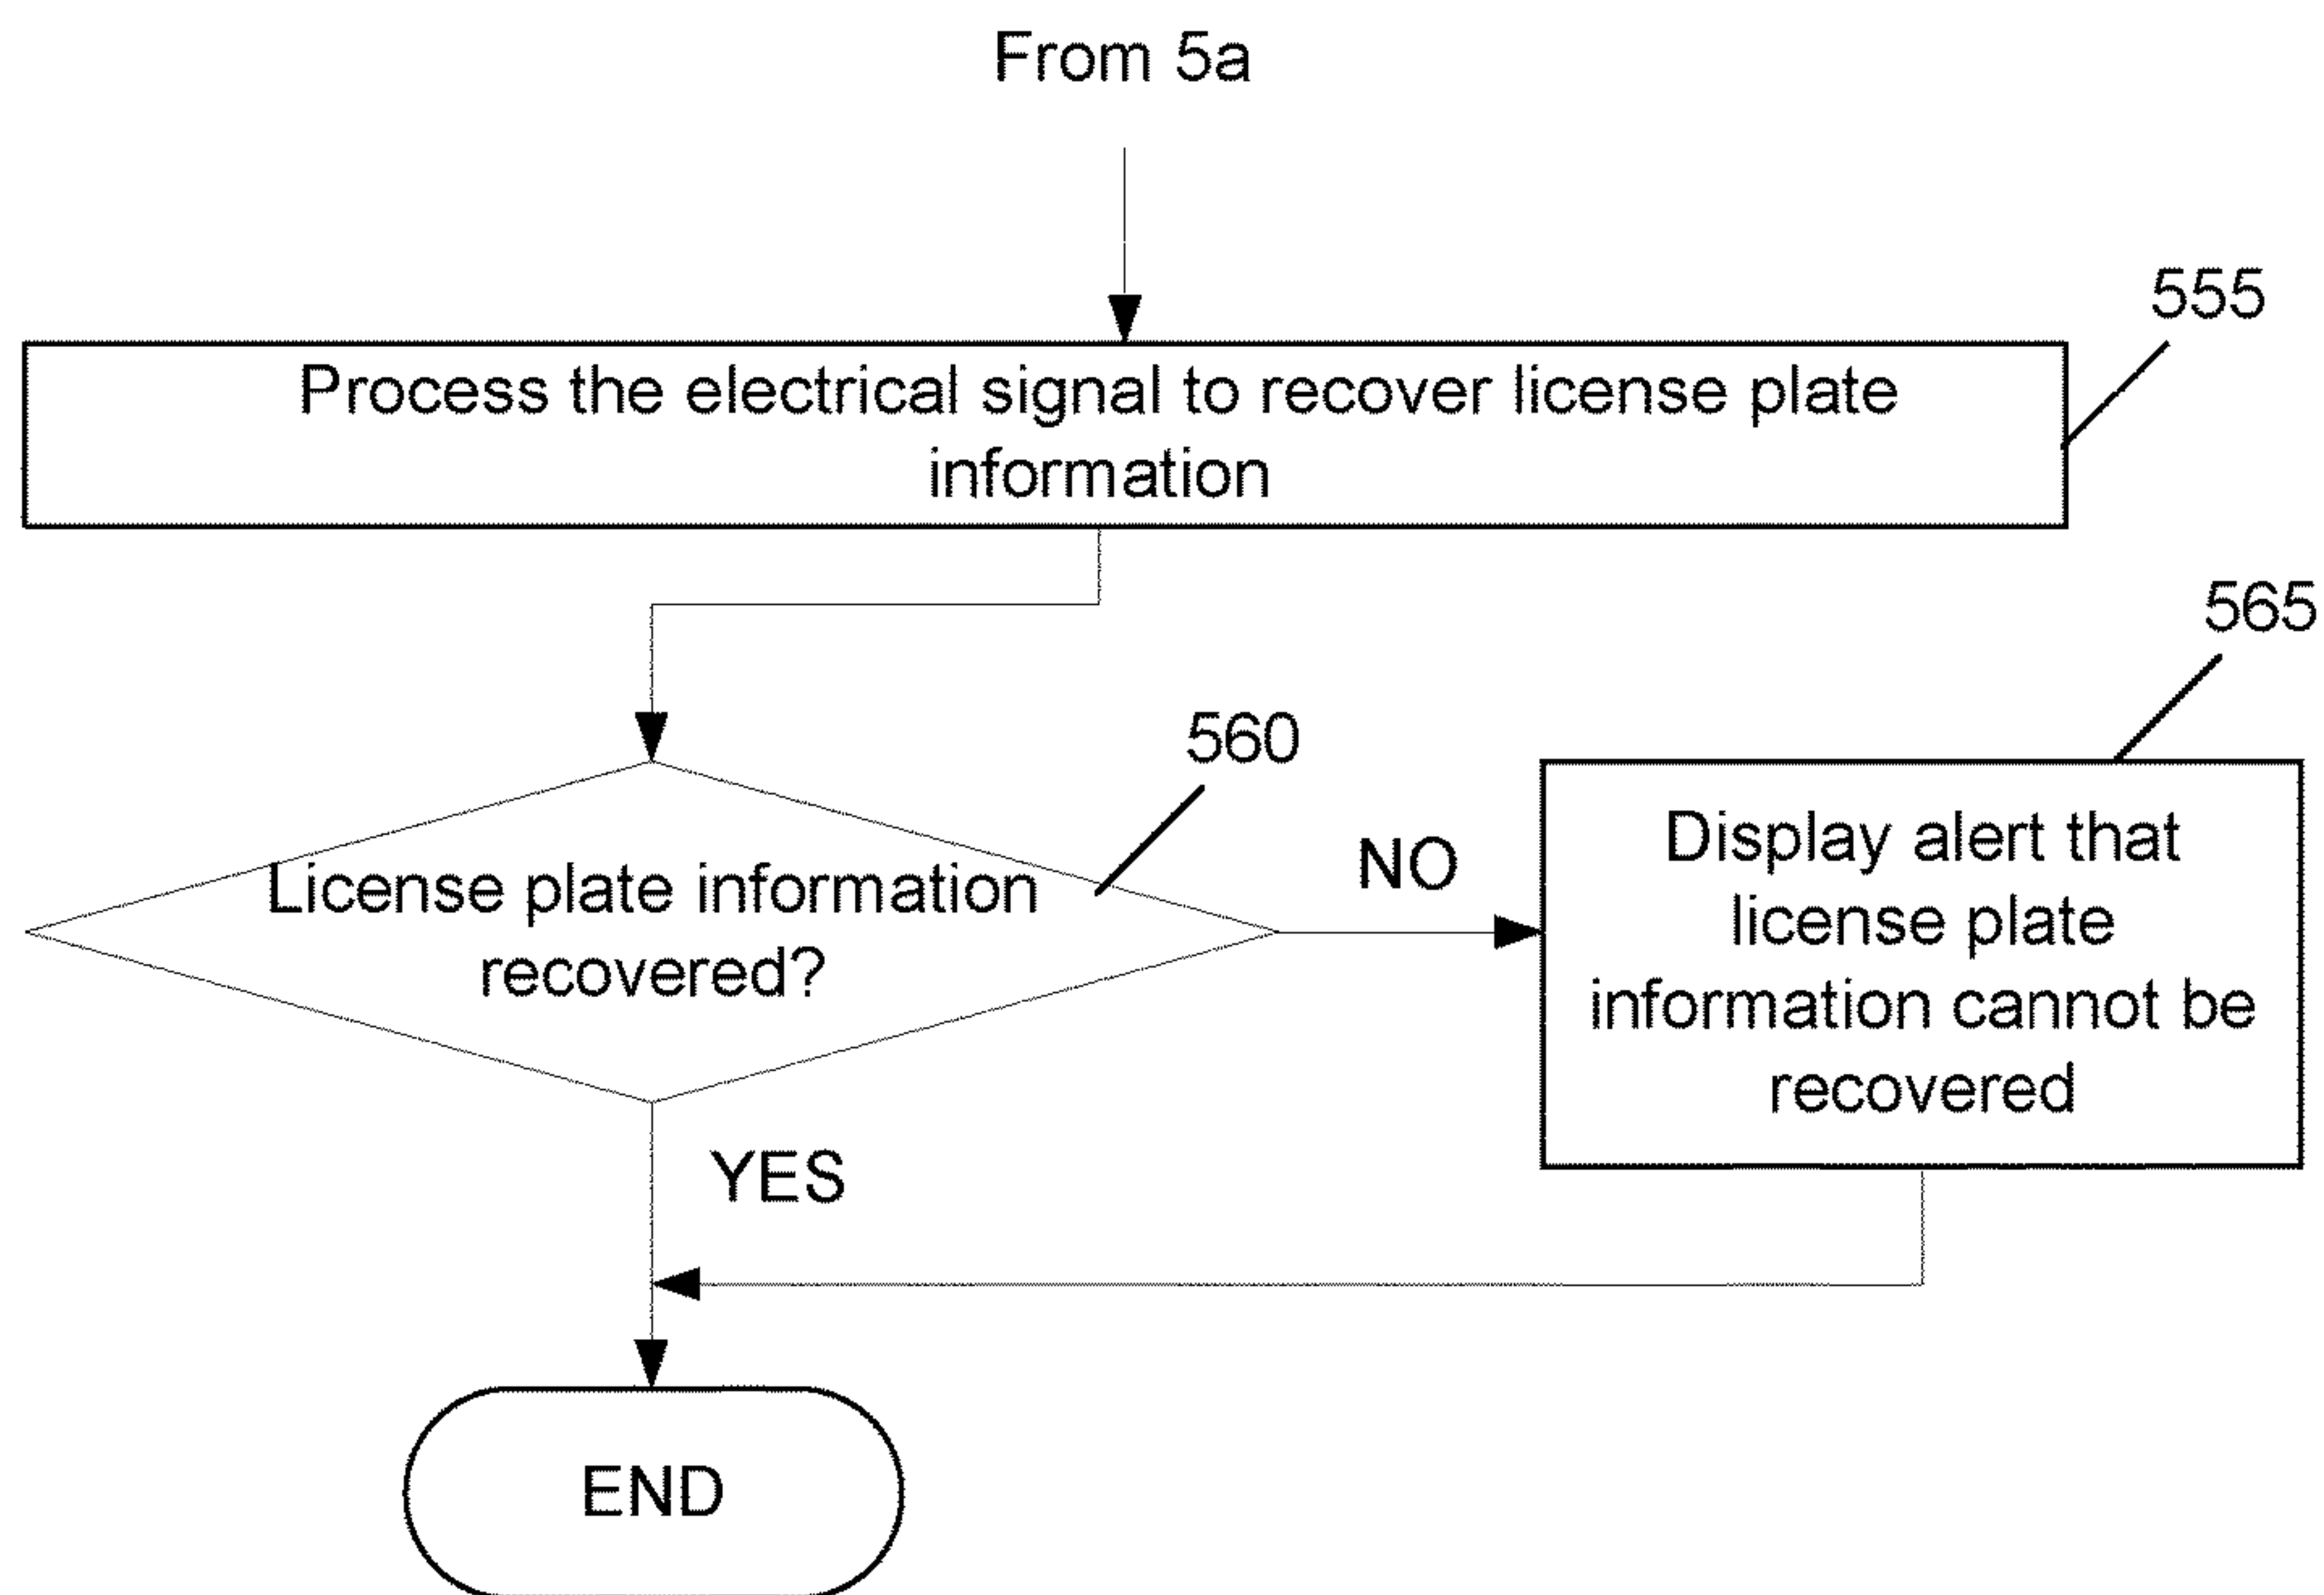 From 5a
555
Process the electrical signal to recover license plate
information
565
560
License plate information
recovered?
NO
Display alert that
license plate
information cannot be
recovered
YES
END